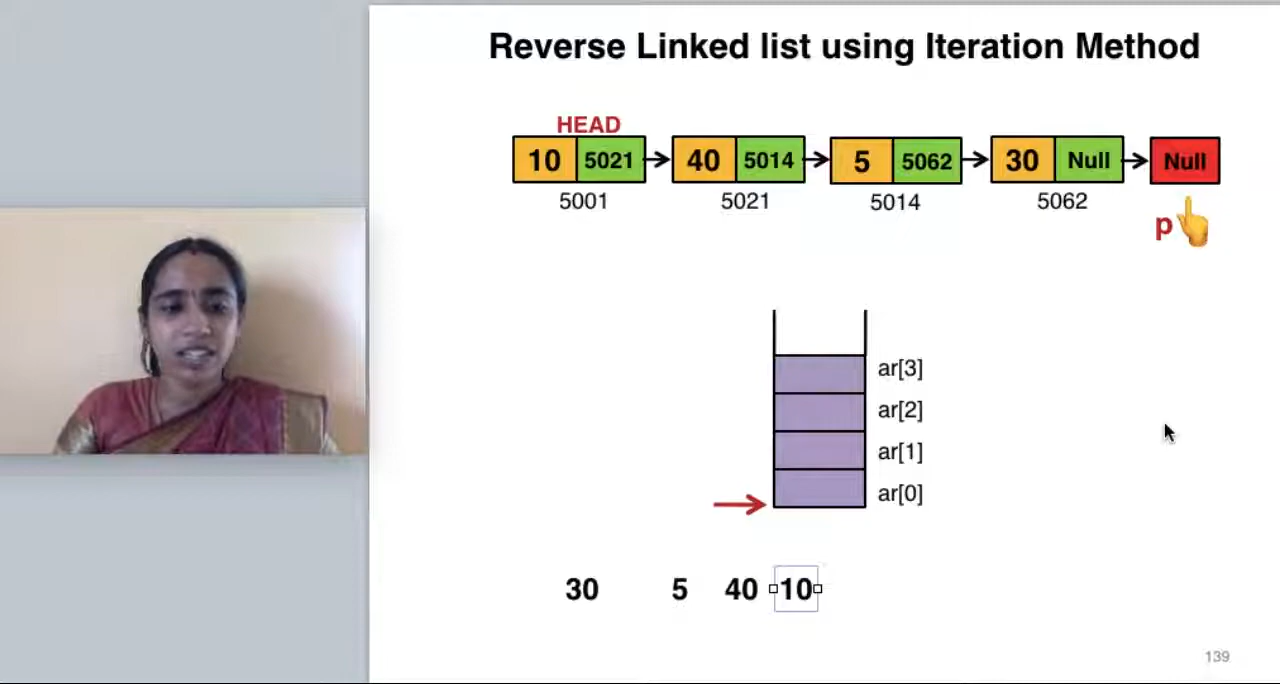 Reverse Linked list using Iteration Method
HEAD
10 5021 40 5014 5 5062 30 Null Null
5001 5021 5014 5062
p
ar[3]
ar[2]
ar[1]
ar[0]
30 5 40 10
139